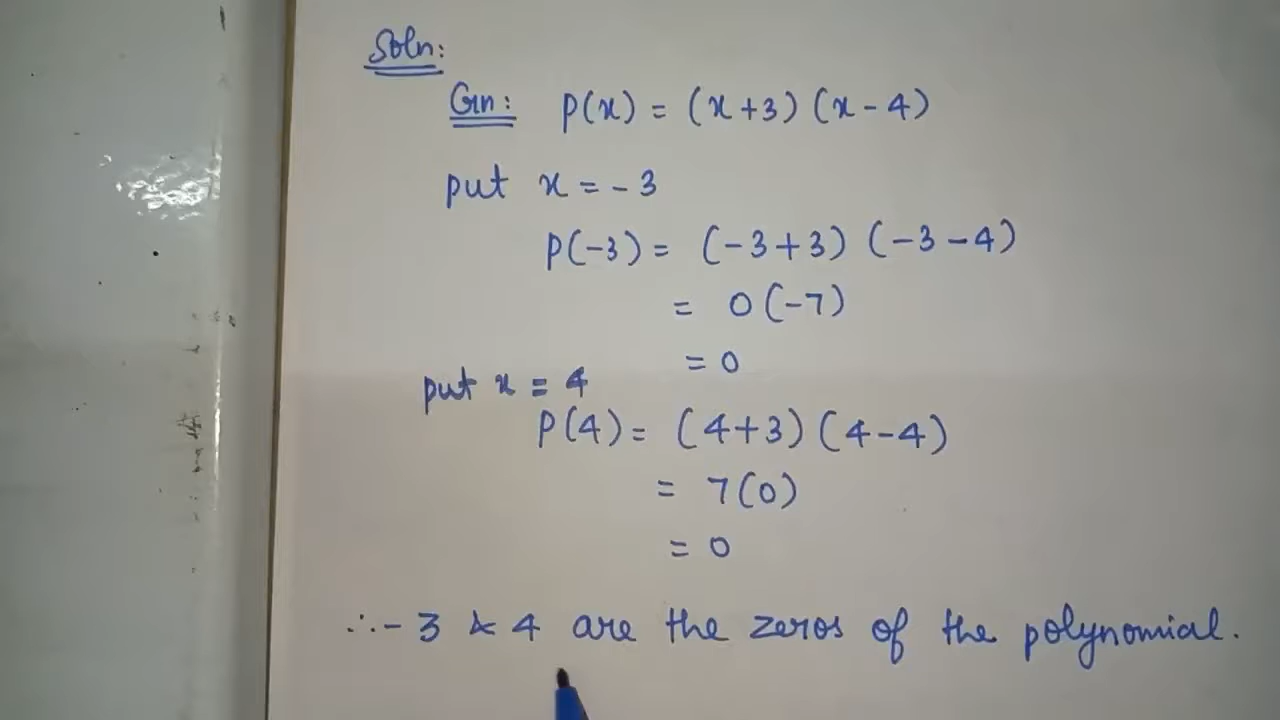 Soln:
Gn: P(x) = (x+3) (x-4)
put x = -3
P(-3) = (-3+3) (-3-4)
= 0(-7)
= 0
put x = 4
P(4) = (4+3) (4-4)
= 7(0)
= 0
∴ -3 & 4 are the zeros of the polynomial.